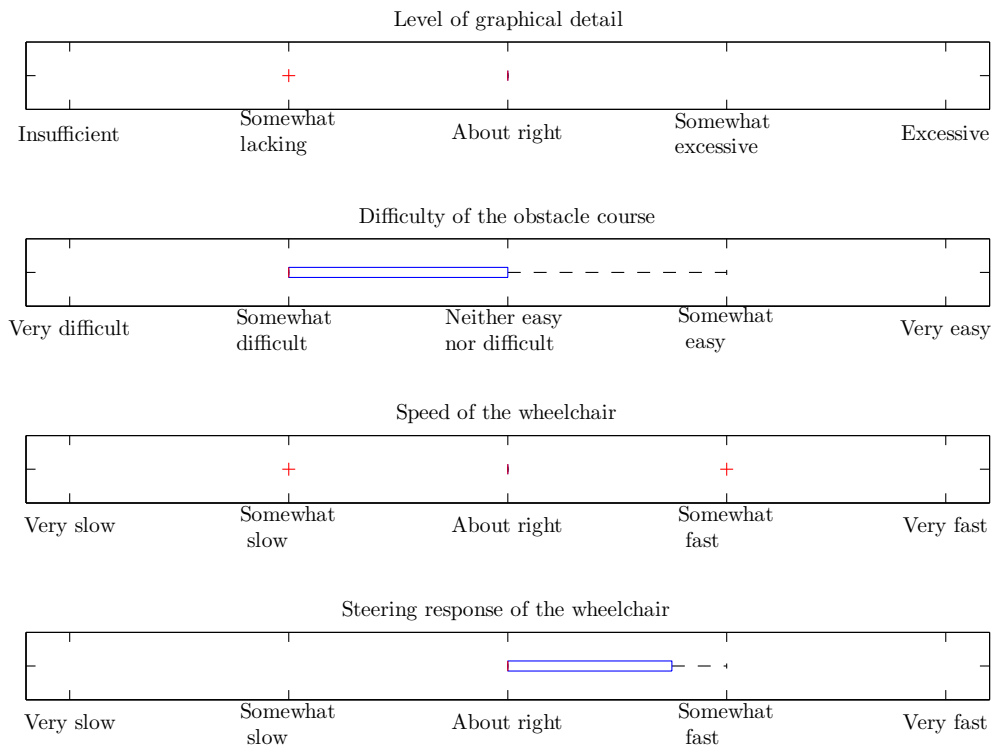 Level of graphical detail
Insufficient
Somewhat
lacking
About right
Somewhat
excessive
Excessive
Difficulty of the obstacle course
Very difficult
Somewhat
difficult
Neither easy
nor difficult
Somewhat
easy
Very easy
Speed of the wheelchair
Very slow
Somewhat
slow
About right
Somewhat
fast
Very fast
Steering response of the wheelchair
Very slow
Somewhat
slow
About right
Somewhat
fast
Very fast